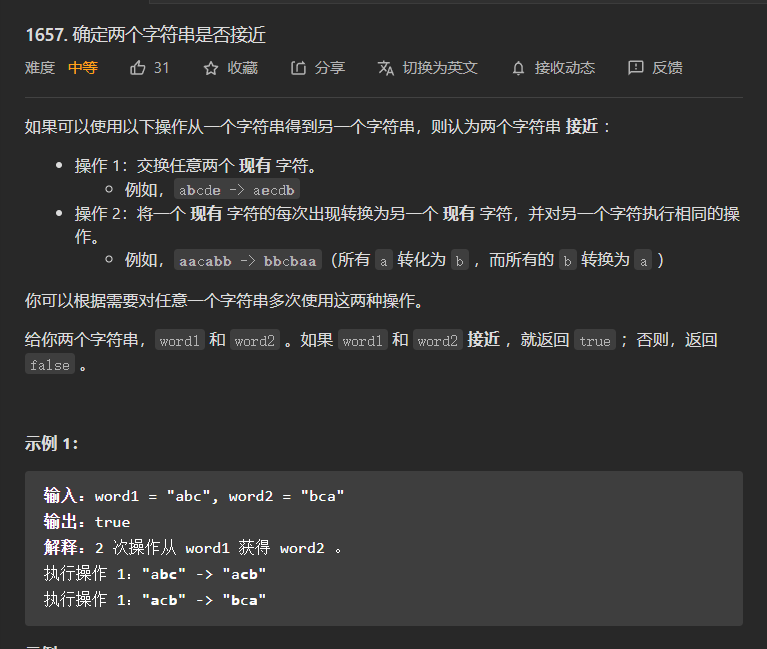 1657. 确定两个字符串是否接近
难度 中等 31 收藏 分享 切换为英文 接收动态 反馈
如果可以使用以下操作从一个字符串得到另一个字符串，则认为两个字符串 接近 ：
操作 1：交换任意两个 现有 字符。
例如，abcde -> aecdb
操作 2：将一个 现有 字符的每次出现转换为另一个 现有 字符，并对另一个字符执行相同的操
作。
例如，aacabb -> bbcbaa（所有 a 转化为 b ，而所有的 b 转换为 a ）
你可以根据需要对任意一个字符串多次使用这两种操作。
给你两个字符串，word1 和 word2 。如果 word1 和 word2 接近 ，就返回 true ；否则，返回
false 。
示例 1：
输入：word1 = "abc", word2 = "bca"
输出：true
解释：2 次操作从 word1 获得 word2 。
执行操作 1："abc" -> "acb"
执行操作 1："acb" -> "bca"